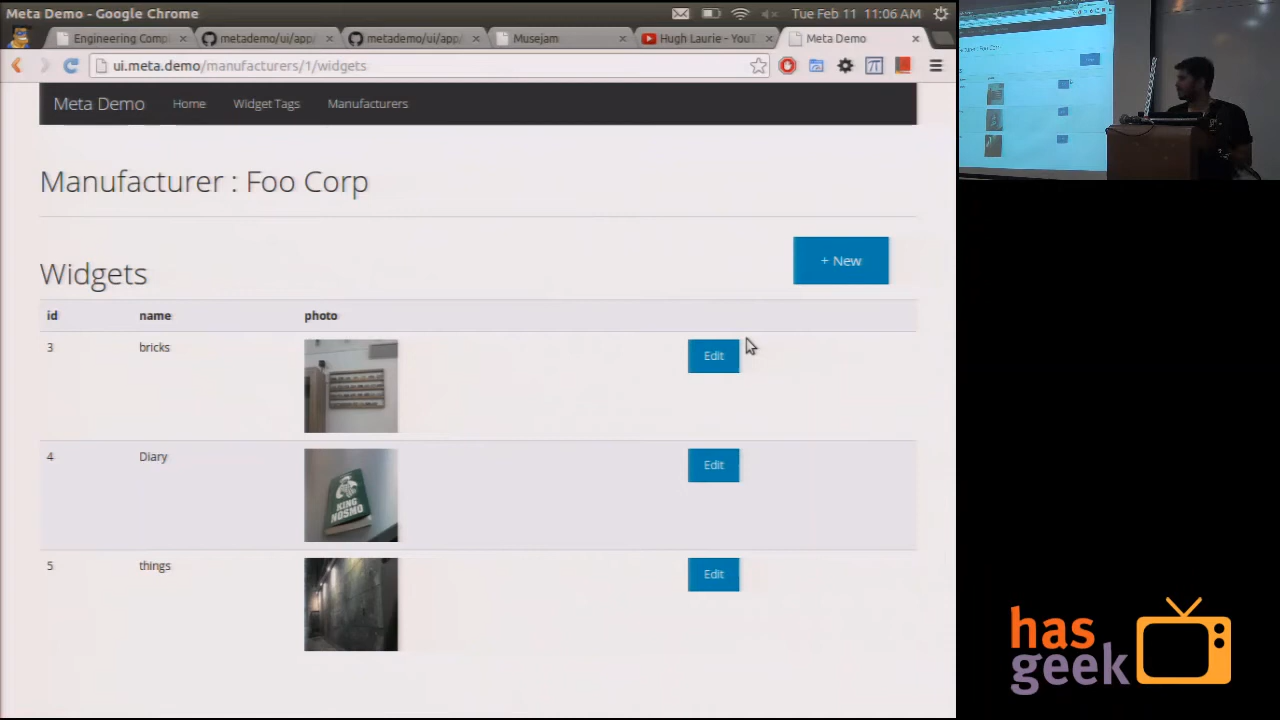 Meta Demo - Google Chrome
Tue Feb 11 11:06 AM
Engineering Comp
metademo/ui/app/
metademo/ui/app/
Musejam
Hugh Laurie - YouT
Meta Demo
ui.meta.demo/manufacturers/1/widgets
Meta Demo Home Widget Tags Manufacturers
Manufacturer : Foo Corp
+ New
Widgets
id name photo
3 bricks Edit
4 Diary Edit
KING
NOSMO
5 things Edit
has
geek